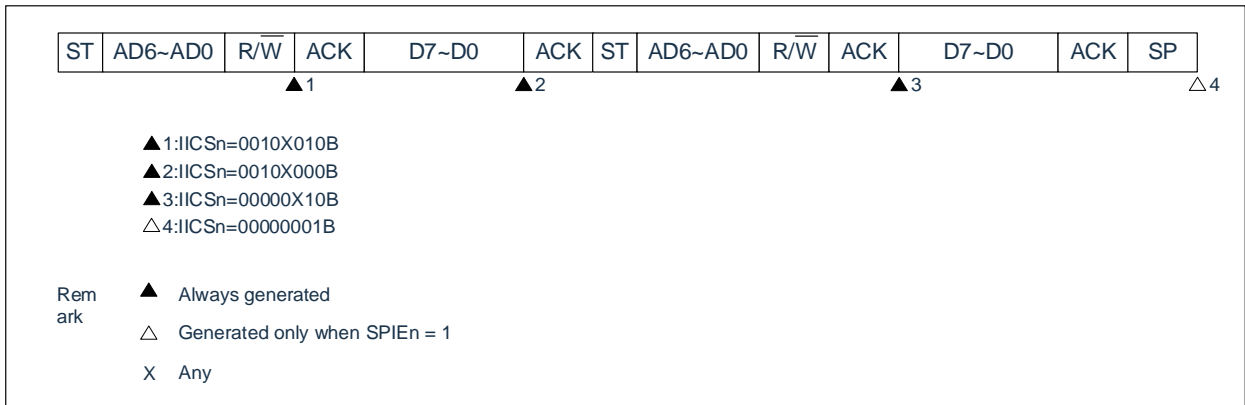 ST AD6~AD0 R/W̅ ACK D7~D0 ACK ST AD6~AD0 R/W̅ ACK D7~D0 ACK SP
▲1 ▲2 ▲3 △4
▲1:IICSn=0010X010B
▲2:IICSn=0010X000B
▲3:IICSn=00000X10B
△4:IICSn=00000001B
Rem
ark
▲ Always generated
△ Generated only when SPIEn = 1
X Any